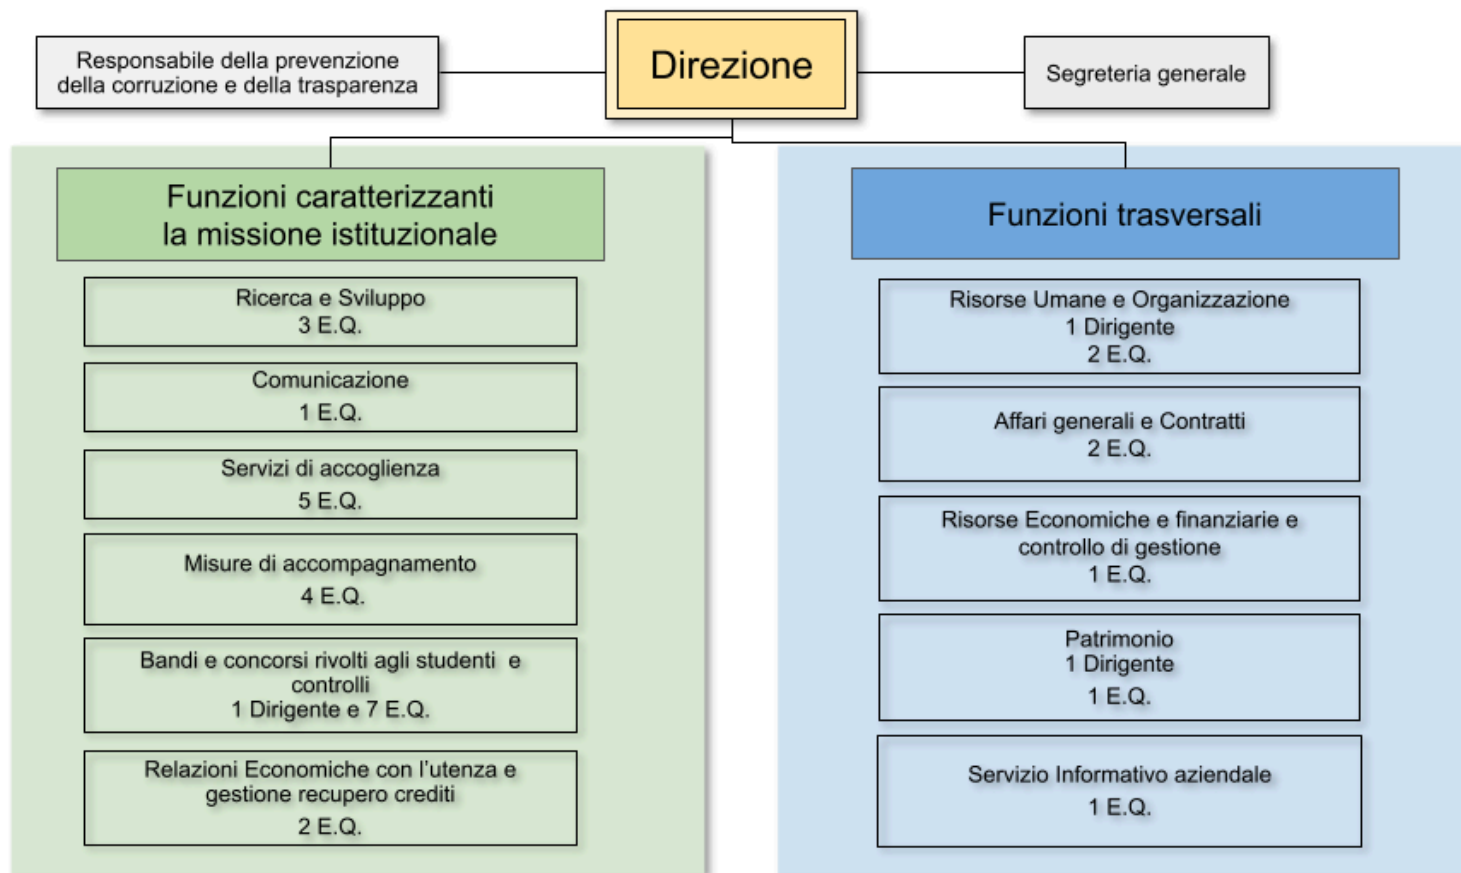 Responsabile della prevenzione
della corruzione e della trasparenza
Direzione
Segreteria generale
Funzioni caratterizzanti
la missione istituzionale
Ricerca e Sviluppo
3 E.Q.
Comunicazione
1 E.Q.
Servizi di accoglienza
5 E.Q.
Misure di accompagnamento
4 E.Q.
Bandi e concorsi rivolti agli studenti e
controlli
1 Dirigente e 7 E.Q.
Relazioni Economiche con l'utenza e
gestione recupero crediti
2 E.Q.
Funzioni trasversali
Risorse Umane e Organizzazione
1 Dirigente
2 E.Q.
Affari generali e Contratti
2 E.Q.
Risorse Economiche e finanziarie e
controllo di gestione
1 E.Q.
Patrimonio
1 Dirigente
1 E.Q.
Servizio Informativo aziendale
1 E.Q.